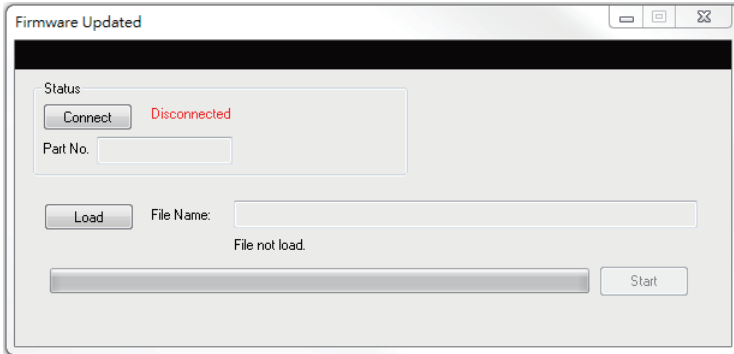 Firmware Updated
Status
Connect Disconnected
Part No.
Load File Name:
File not load.
Start